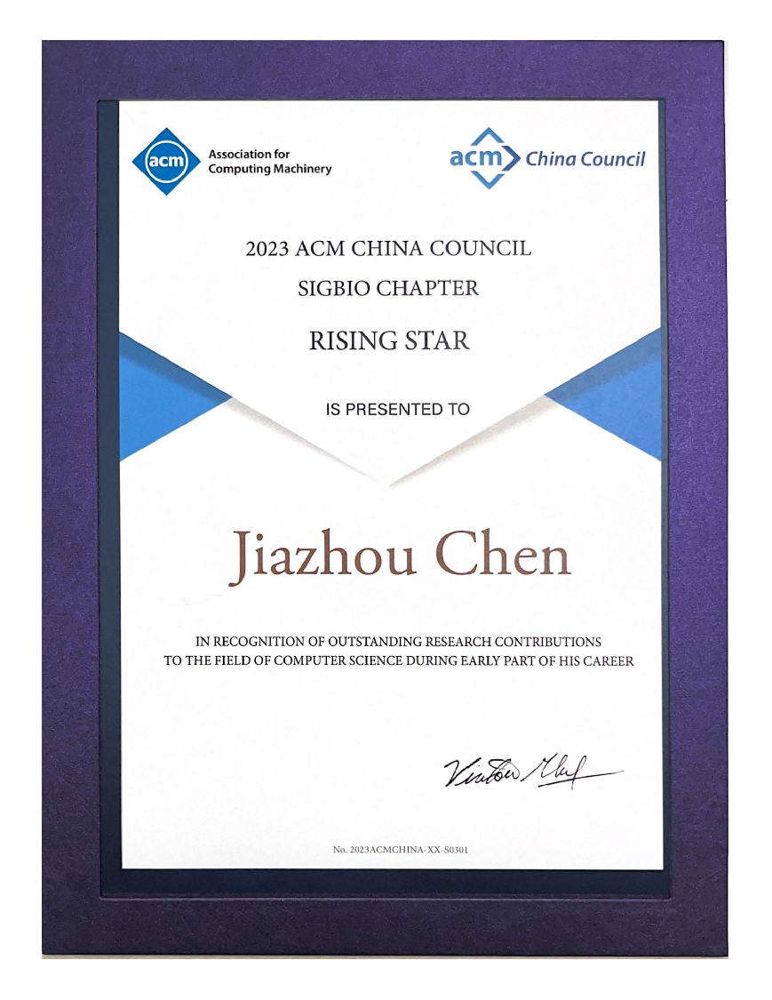 acm
Association for
Computing Machinery
acm China Council
2023 ACM CHINA COUNCIL
SIGBIO CHAPTER
RISING STAR
IS PRESENTED TO
Jiazhou Chen
IN RECOGNITION OF OUTSTANDING RESEARCH CONTRIBUTIONS
TO THE FIELD OF COMPUTER SCIENCE DURING EARLY PART OF HIS CAREER
No. 2023ACMCHINA-XX-S0301